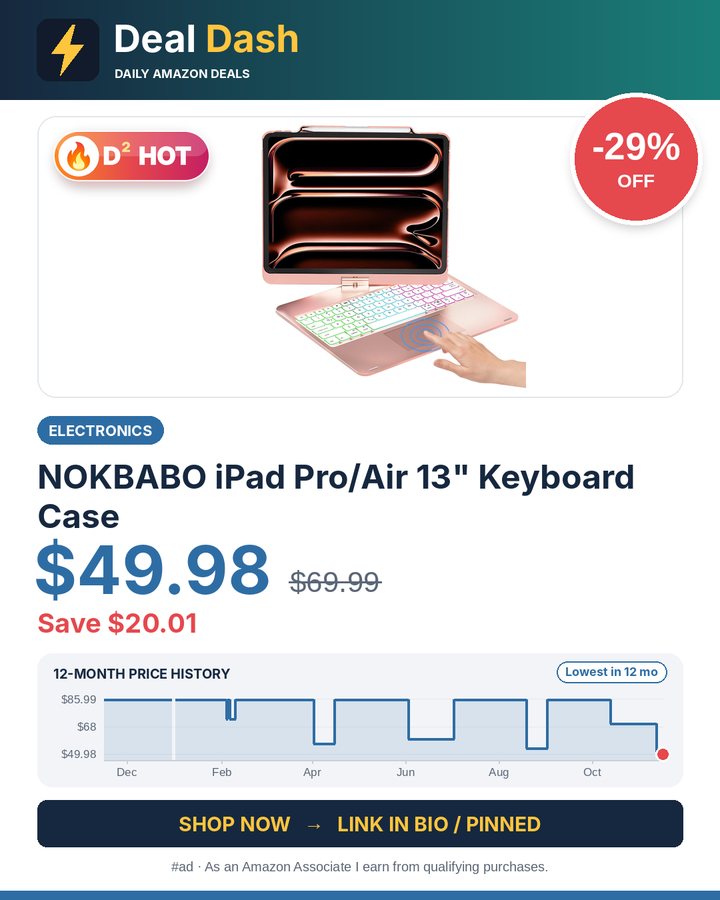 Deal Dash
DAILY AMAZON DEALS
D² HOT
-29%
OFF
ELECTRONICS
NOKBABO iPad Pro/Air 13" Keyboard
Case
$49.98 $69.99
Save $20.01
12-MONTH PRICE HISTORY
Lowest in 12 mo
$85.99
$68
$49.98
Dec Feb Apr Jun Aug Oct
SHOP NOW → LINK IN BIO / PINNED
#ad · As an Amazon Associate I earn from qualifying purchases.